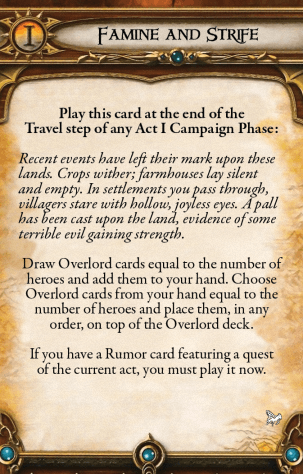 I
Famine and Strife
Play this card at the end of the
Travel step of any Act I Campaign Phase:
Recent events have left their mark upon these
lands. Crops wither; farmhouses lay silent
and empty. In settlements you pass through,
villagers stare with hollow, joyless eyes. A pall
has been cast upon the land, evidence of some
terrible evil gaining strength.
Draw Overlord cards equal to the number of
heroes and add them to your hand. Choose
Overlord cards from your hand equal to the
number of heroes and place them, in any
order, on top of the Overlord deck.
If you have a Rumor card featuring a quest
of the current act, you must play it now.